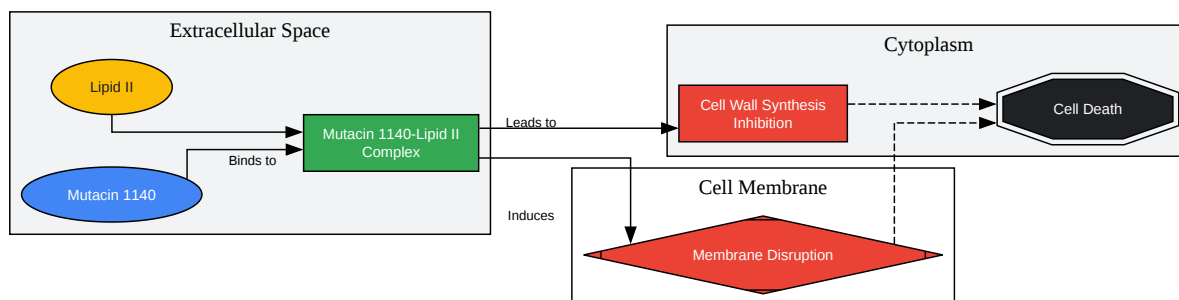 Extracellular Space
Lipid II
Mutacin 1140
Binds to
Mutacin 1140-Lipid II
Complex
Leads to
Induces
Cytoplasm
Cell Wall Synthesis
Inhibition
Cell Death
Cell Membrane
Membrane Disruption